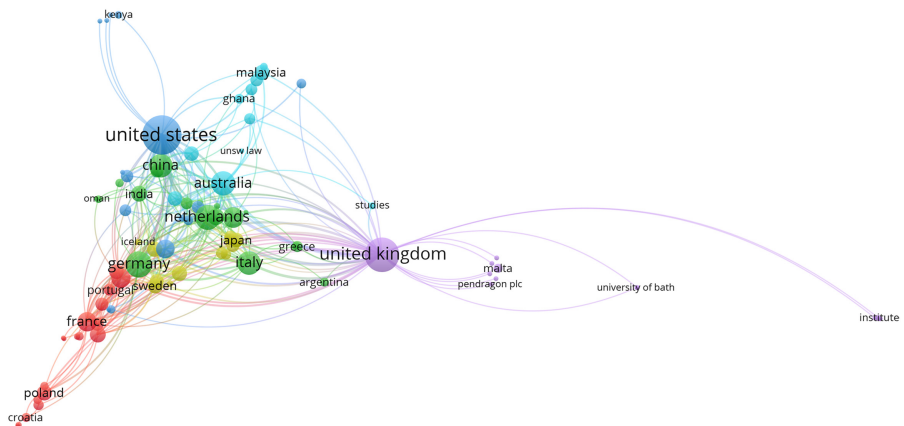 kenya
malaysia
ghana
united states
unsw law
china
australia
india
oman
studies
netherlands
iceland
japan
greece
united kingdom
germany
italy
malta
portugal
sweden
argentina
pendragon plc
university of bath
france
institute
poland
croatia